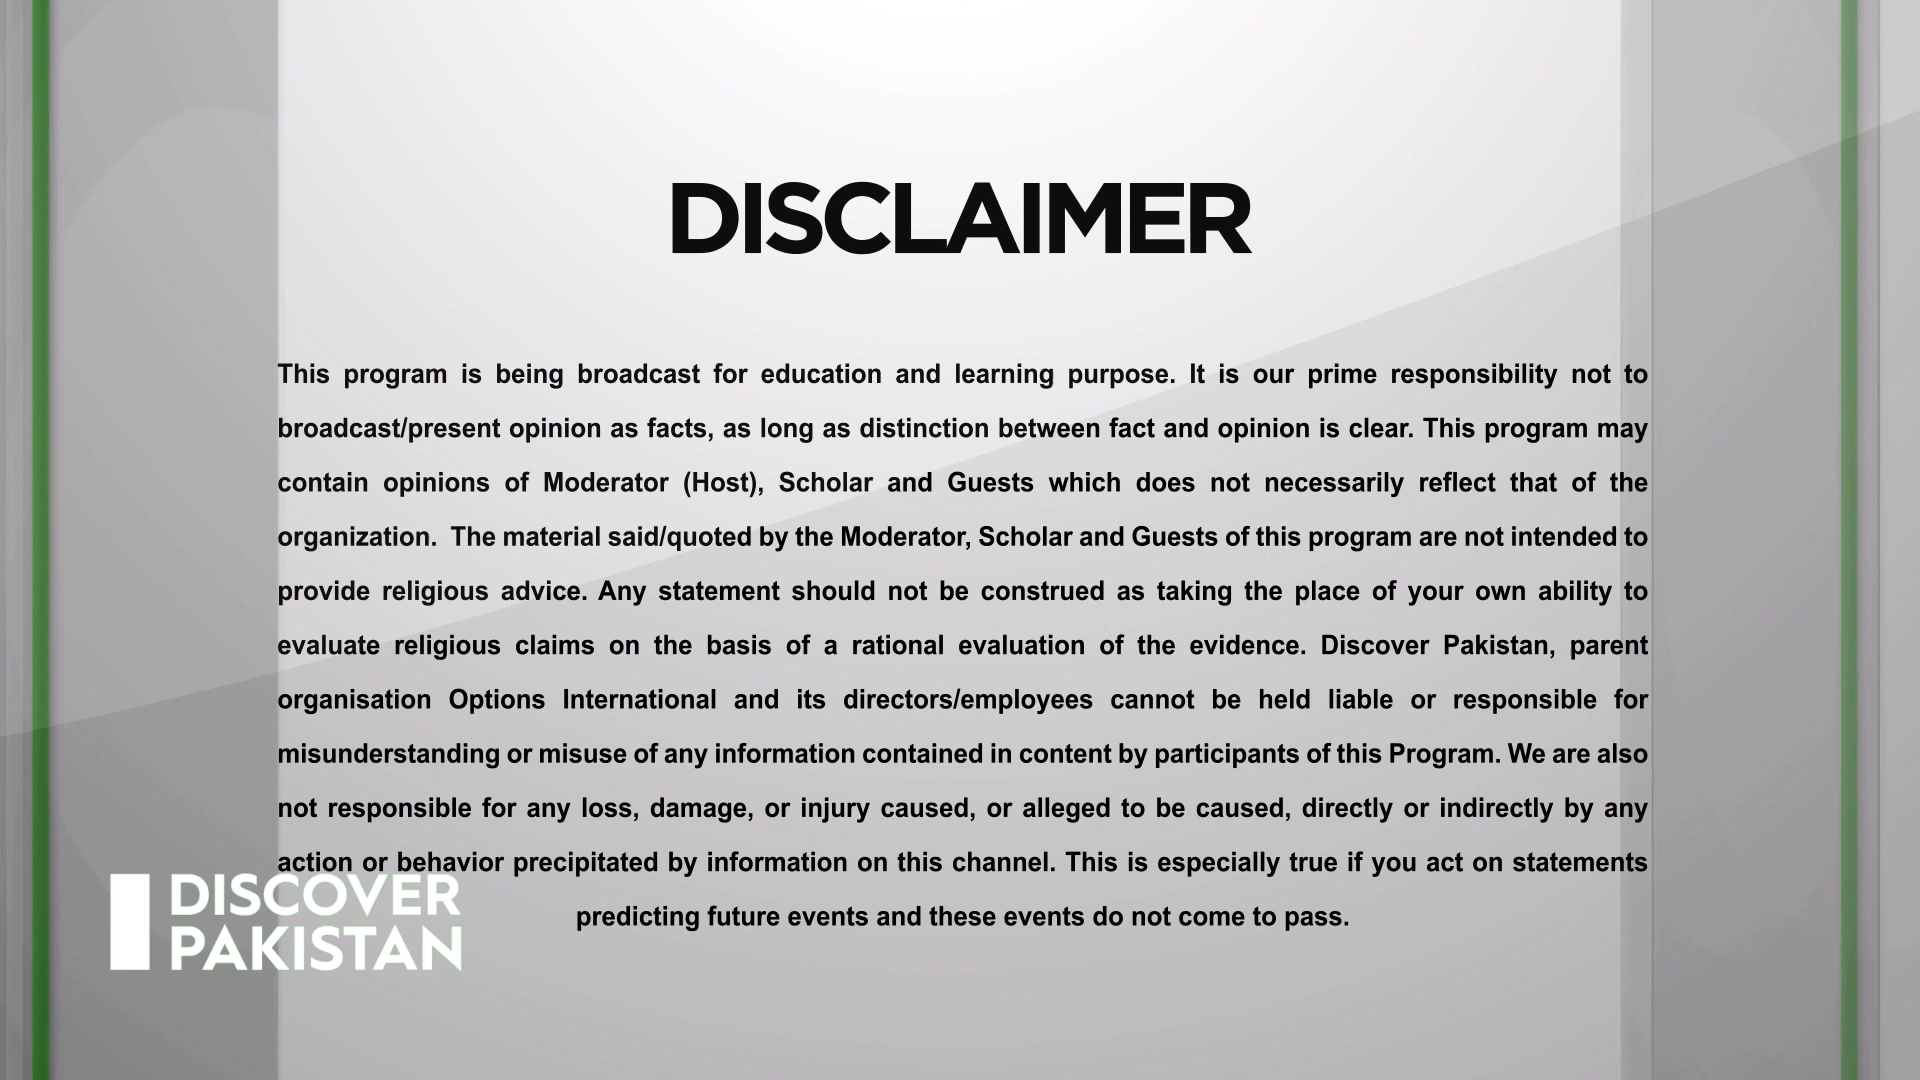 DISCLAIMER
This program is being broadcast for education and learning purpose. It is our prime responsibility not to
broadcast/present opinion as facts, as long as distinction between fact and opinion is clear. This program may
contain opinions of Moderator (Host), Scholar and Guests which does not necessarily reflect that of the
organization.  The material said/quoted by the Moderator, Scholar and Guests of this program are not intended to
provide religious advice. Any statement should not be construed as taking the place of your own ability to
evaluate religious claims on the basis of a rational evaluation of the evidence. Discover Pakistan, parent
organisation Options International and its directors/employees cannot be held liable or responsible for
misunderstanding or misuse of any information contained in content by participants of this Program. We are also
not responsible for any loss, damage, or injury caused, or alleged to be caused, directly or indirectly by any
action or behavior precipitated by information on this channel. This is especially true if you act on statements
predicting future events and these events do not come to pass.
DISCOVER
PAKISTAN